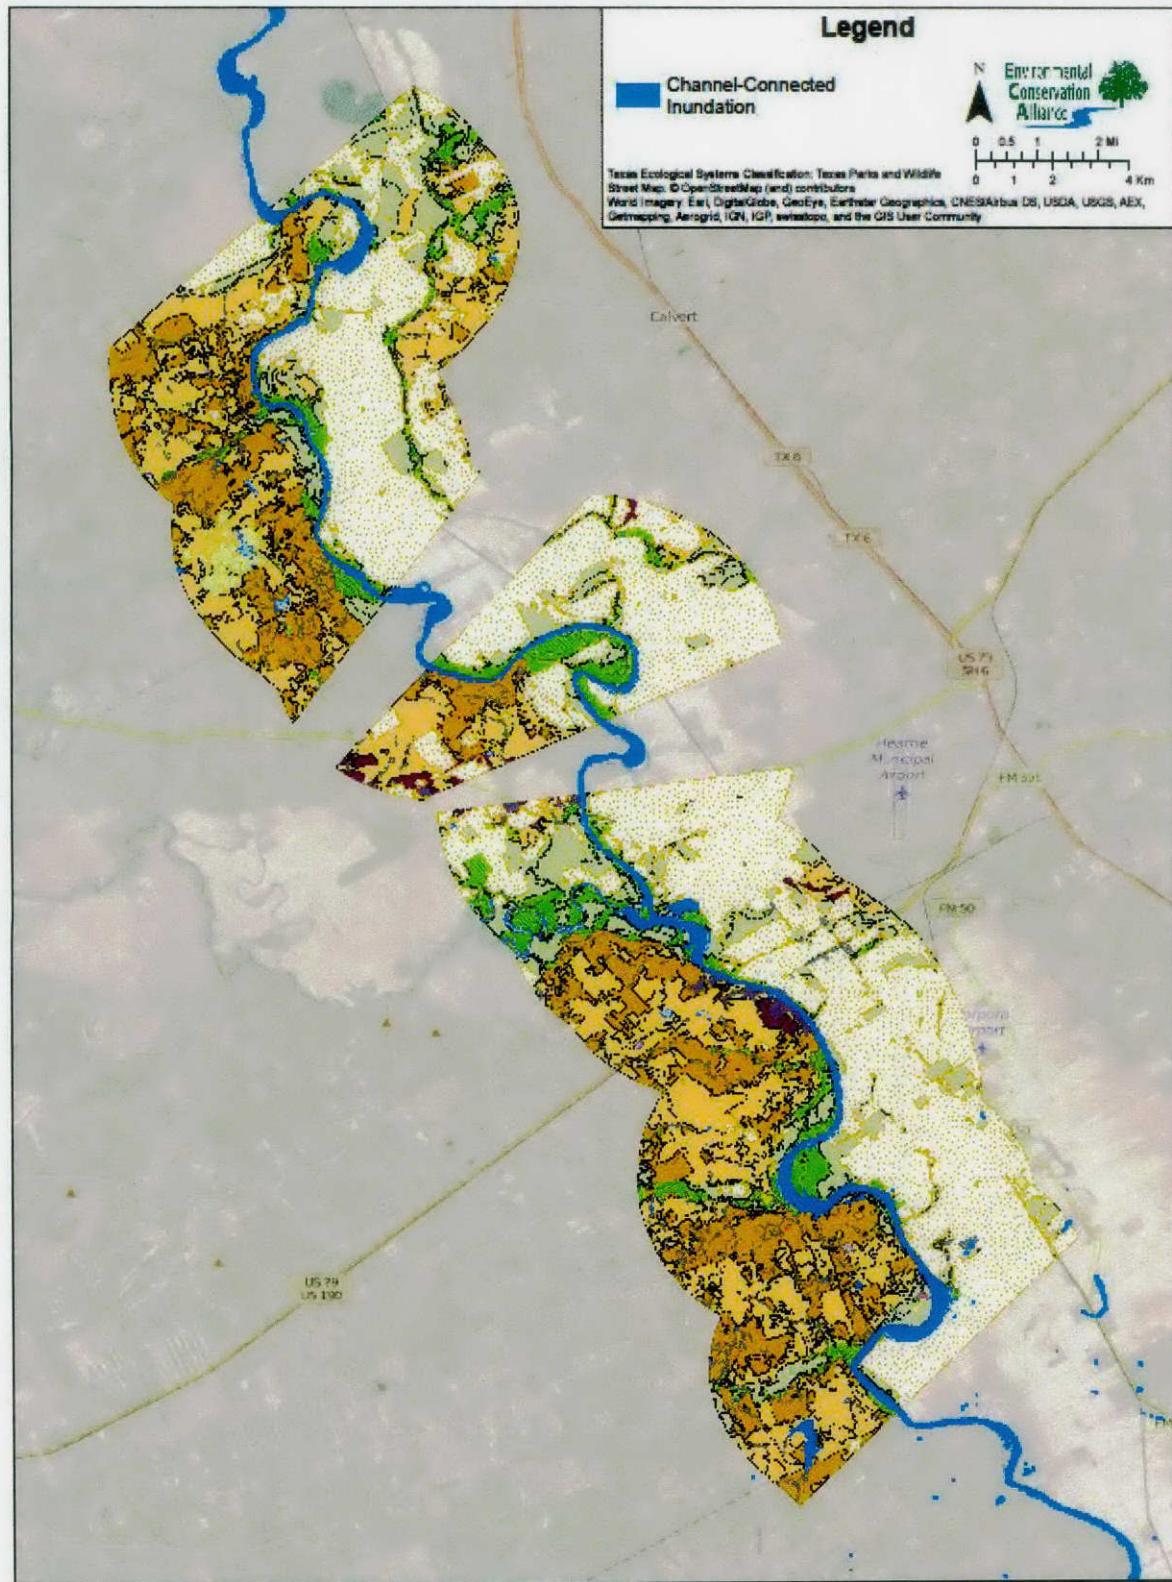 Legend
Channel-Connected
Inundation
N
Environmental
Conservation
Alliance
0 0.5 1 2 Mi
0 1 2 4 Km
Texas Ecological Systems Classification: Texas Parks and Wildlife
Street Map: © OpenStreetMap (and) contributors
World Imagery: Esri, DigitalGlobe, GeoEye, Earthstar Geographics, CNES/Airbus DS, USDA, USGS, AEX,
Getmapping, Aerogrid, IGN, IGP, swisstopo, and the GIS User Community
Calvert
TX 6
TX 6
US 79
Hearne
Municipal
Airport
FM 50
US 79
US 190
FM